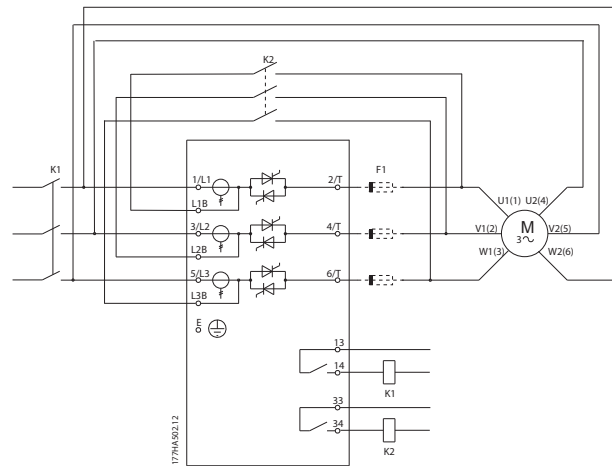 K2
K1
F1
1/L1
2/T
L1B
U1(1) U2(4)
3/L2
4/T
V1(2)
M
3~
V2(5)
L2B
W1(3)
W2(6)
5/L3
6/T
L3B
E
13
14
K1
33
34
K2
177HA502.12